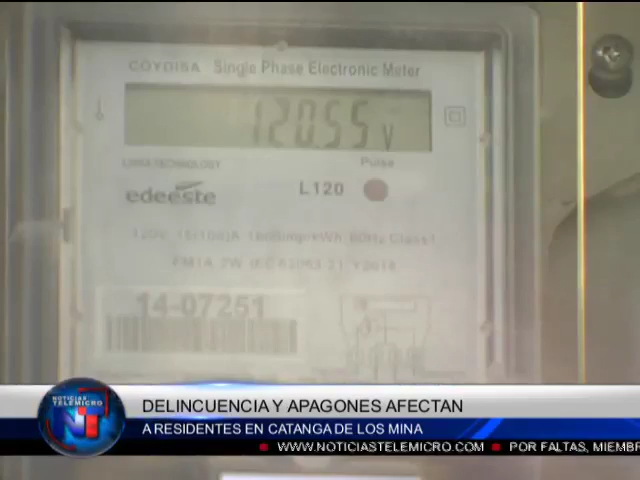 COYDISA Single Phase Electronic Meter
120.55 V
Pulse
edeeste
L120
14-07251
NOTICIAS
TELEMICRO
NT
DELINCUENCIA Y APAGONES AFECTAN
A RESIDENTES EN CATANGA DE LOS MINA
WWW.NOTICIASTELEMICRO.COM
POR FALTAS, MIEMBR